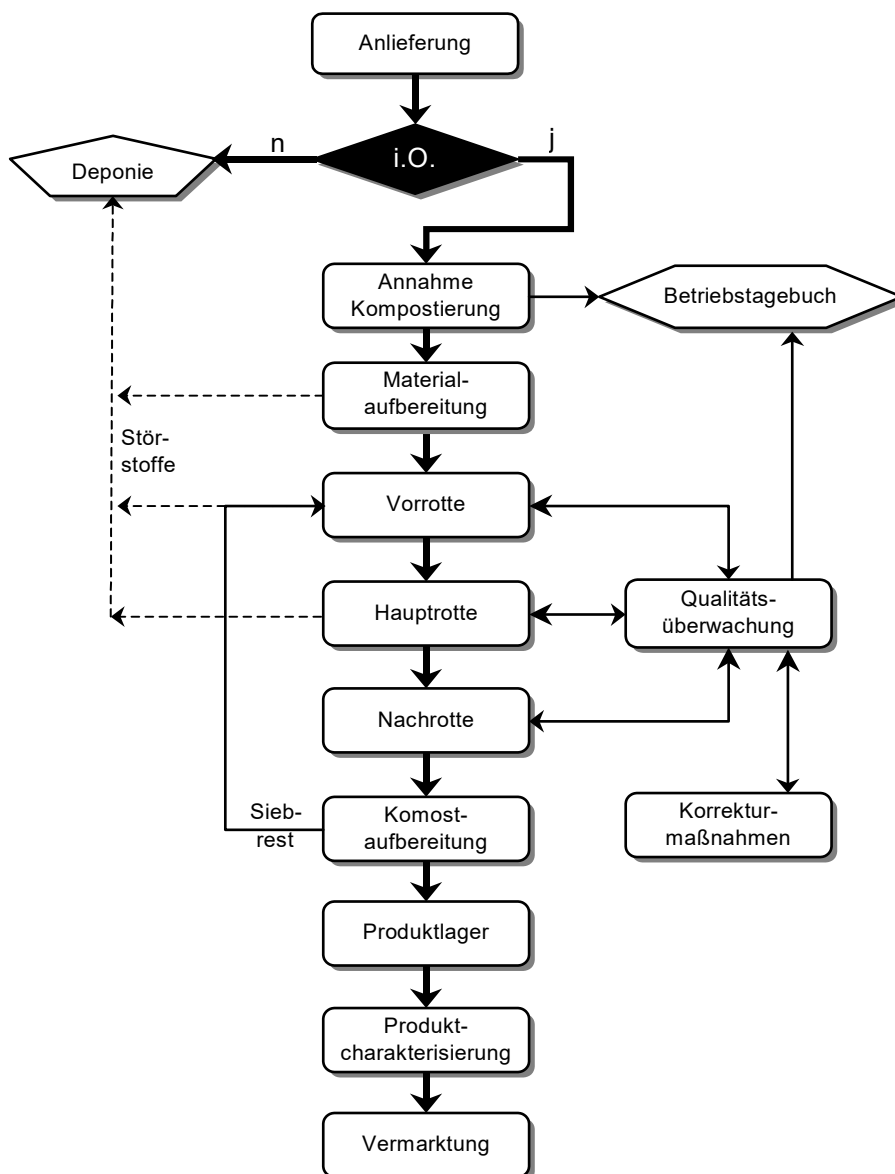 Anlieferung
n
j
i.O.
Deponie
Annahme
Kompostierung
Betriebstagebuch
Material-
aufbereitung
Stör-
stoffe
Vorrotte
Hauptrotte
Qualitäts-
überwachung
Nachrotte
Sieb-
rest
Komost-
aufbereitung
Korrektur-
maßnahmen
Produktlager
Produkt-
charakterisierung
Vermarktung